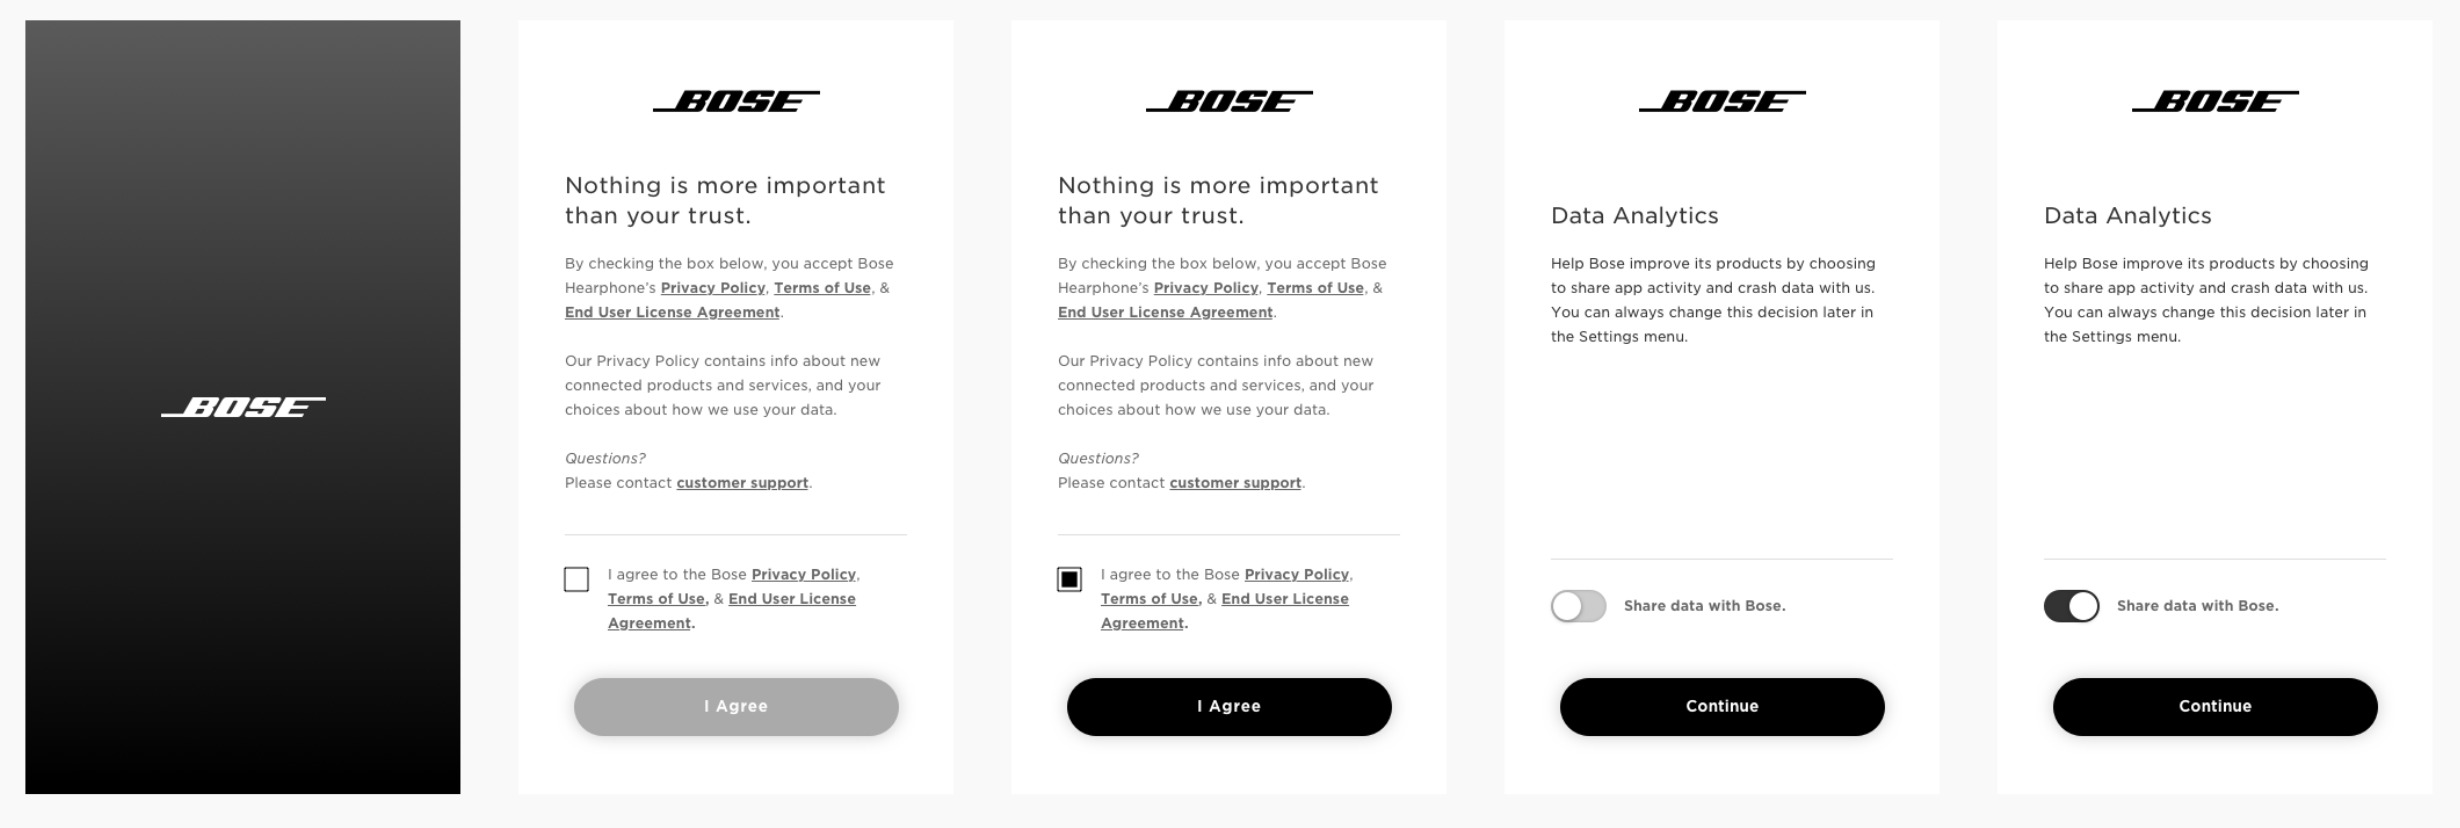 BOSE
BOSE
Nothing is more important
than your trust.
By checking the box below, you accept Bose
Hearphone's Privacy Policy, Terms of Use, &
End User License Agreement.
Our Privacy Policy contains info about new
connected products and services, and your
choices about how we use your data.
Questions?
Please contact customer support.
I agree to the Bose Privacy Policy,
Terms of Use, & End User License
Agreement.
I Agree
BOSE
Nothing is more important
than your trust.
By checking the box below, you accept Bose
Hearphone's Privacy Policy, Terms of Use, &
End User License Agreement.
Our Privacy Policy contains info about new
connected products and services, and your
choices about how we use your data.
Questions?
Please contact customer support.
I agree to the Bose Privacy Policy,
Terms of Use, & End User License
Agreement.
I Agree
BOSE
Data Analytics
Help Bose improve its products by choosing
to share app activity and crash data with us.
You can always change this decision later in
the Settings menu.
Share data with Bose.
Continue
BOSE
Data Analytics
Help Bose improve its products by choosing
to share app activity and crash data with us.
You can always change this decision later in
the Settings menu.
Share data with Bose.
Continue